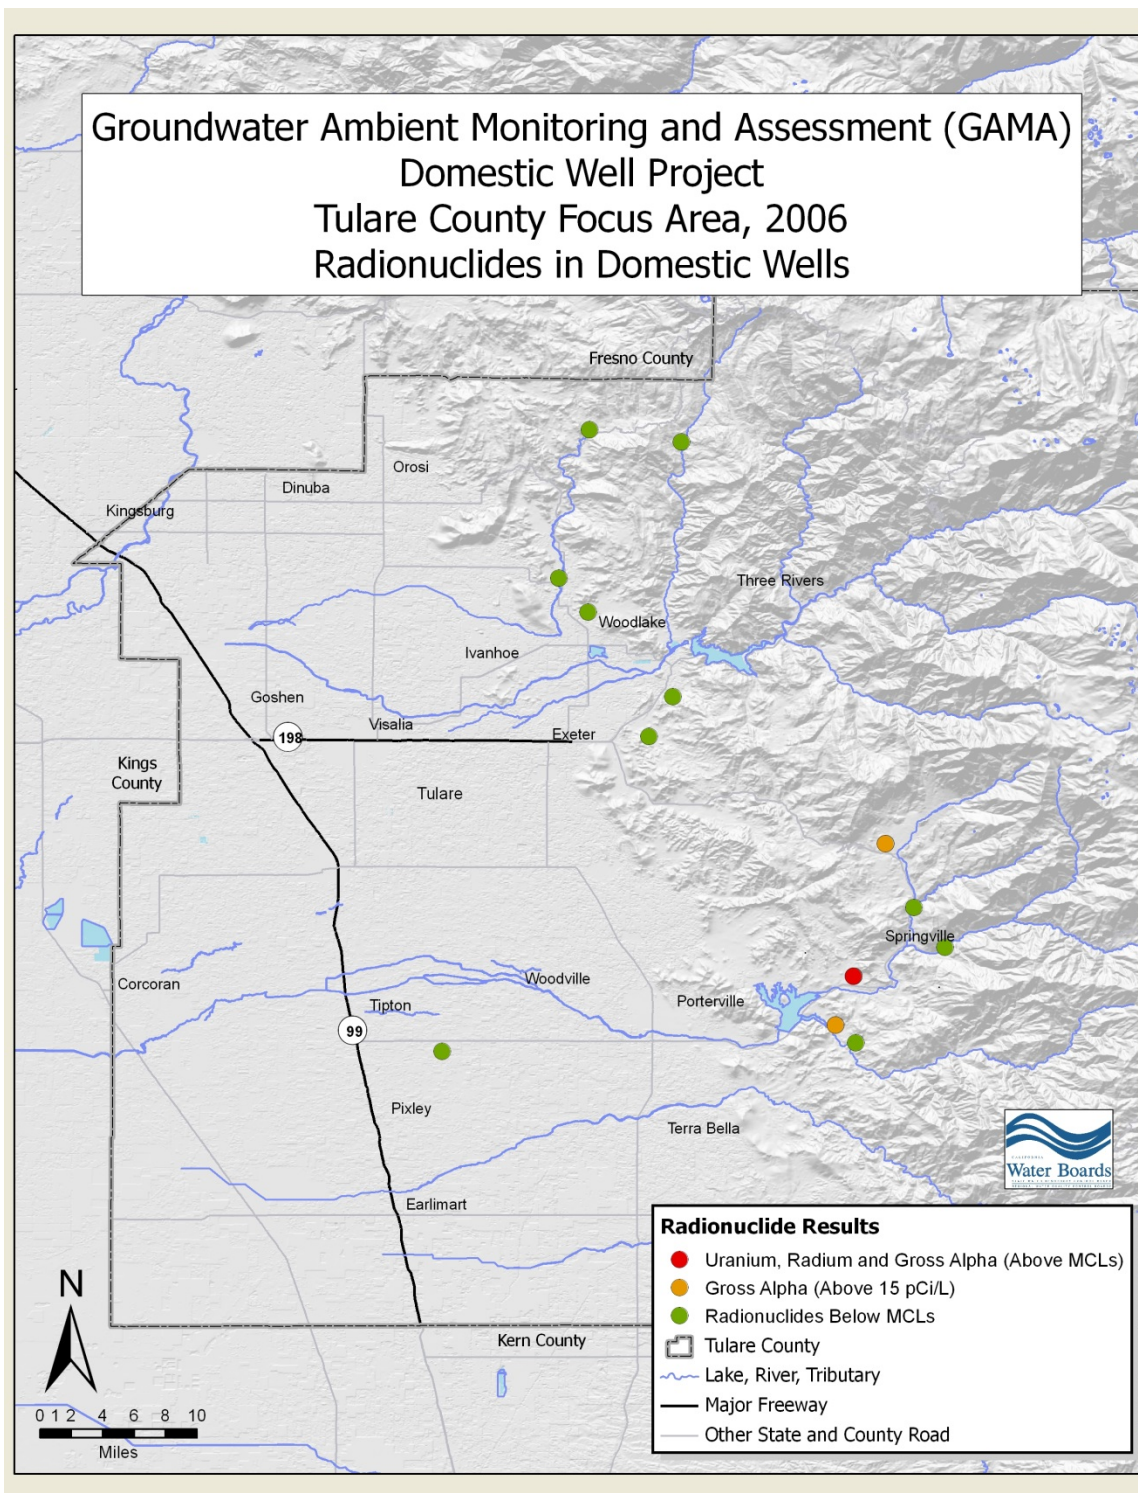 Groundwater Ambient Monitoring and Assessment (GAMA)
Domestic Well Project
Tulare County Focus Area, 2006
Radionuclides in Domestic Wells
Fresno County
Orosi
Dinuba
Kingsburg
Three Rivers
Woodlake
Ivanhoe
Goshen
Visalia
198
Exeter
Kings
County
Tulare
Springville
Woodville
Corcoran
Porterville
Tipton
99
Pixley
Terra Bella
CALIFORNIA
Water Boards
Earlimart
Radionuclide Results
Uranium, Radium and Gross Alpha (Above MCLs)
Gross Alpha (Above 15 pCi/L)
Radionuclides Below MCLs
Tulare County
Lake, River, Tributary
Major Freeway
Other State and County Road
Kern County
N
0 1 2 4 6 8 10
Miles